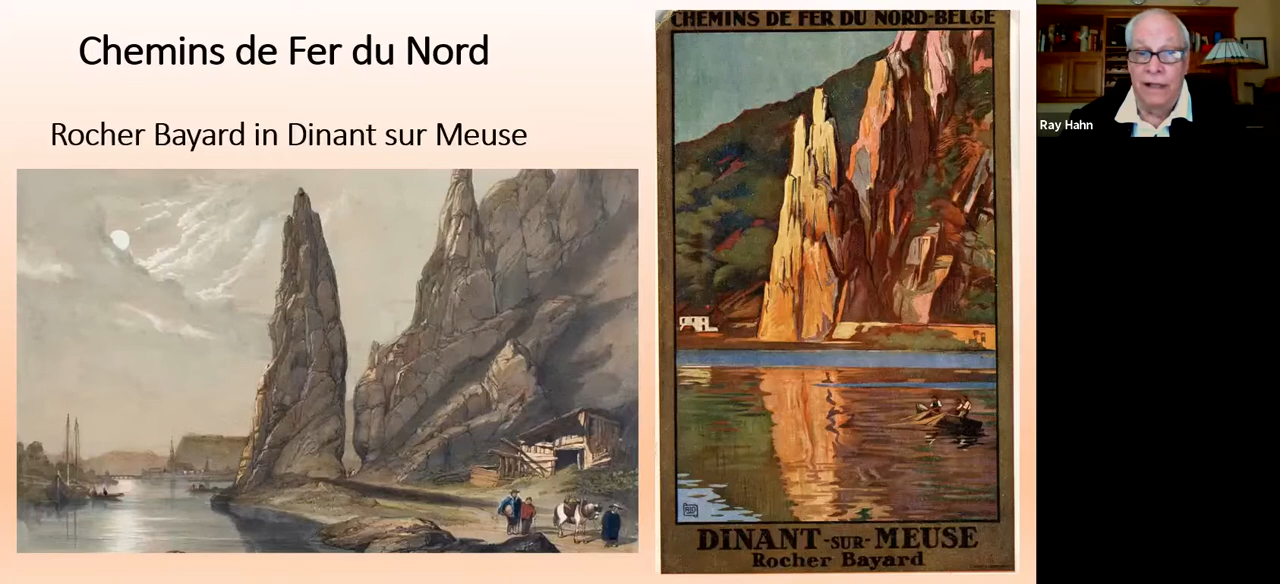 Chemins de Fer du Nord
Rocher Bayard in Dinant sur Meuse
CHEMINS DE FER DU NORD-BELGE
DINANT-SUR-MEUSE
Rocher Bayard
Ray Hahn